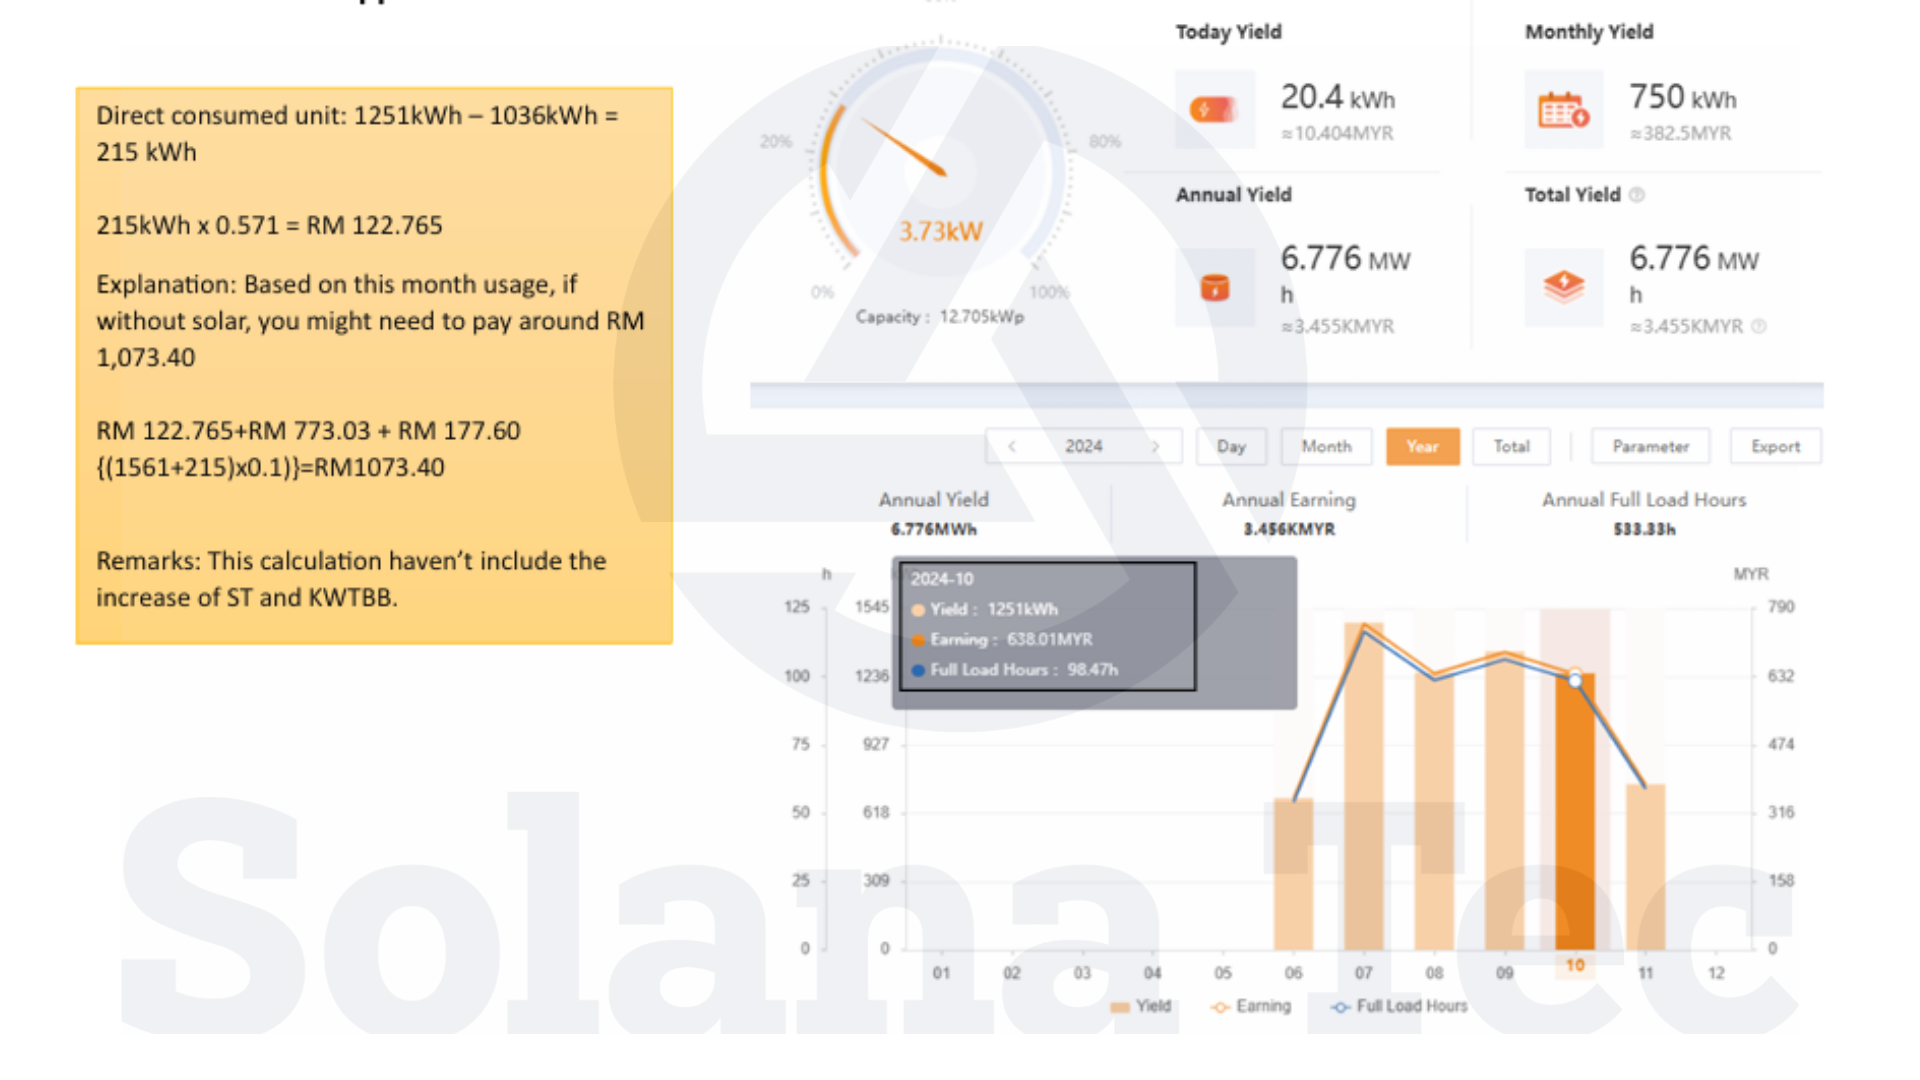 Direct consumed unit: 1251kWh – 1036kWh =
215 kWh
215kWh x 0.571 = RM 122.765
Explanation: Based on this month usage, if
without solar, you might need to pay around RM
1,073.40
RM 122.765+RM 773.03 + RM 177.60
{(1561+215)x0.1)}=RM1073.40
Remarks: This calculation haven't include the
increase of ST and KWTBB.
20%
80%
3.73kW
0%
100%
Capacity : 12.705kWp
Today Yield
20.4 kWh
≈10.404MYR
Monthly Yield
750 kWh
≈382.5MYR
Annual Yield
6.776 MW
h
≈3.455KMYR
Total Yield
6.776 MW
h
≈3.455KMYR
< 2024 > Day Month Year Total Parameter Export
Annual Yield
6.776MWh
Annual Earning
3.456KMYR
Annual Full Load Hours
533.33h
h
MYR
2024-10
Yield : 1251kWh
Earning : 638.01MYR
Full Load Hours : 98.47h
125 1545 790
100 1236 632
75 927 474
50 618 316
25 309 158
0 0 0
01 02 03 04 05 06 07 08 09 10 11 12
Yield Earning Full Load Hours
Solana Tec